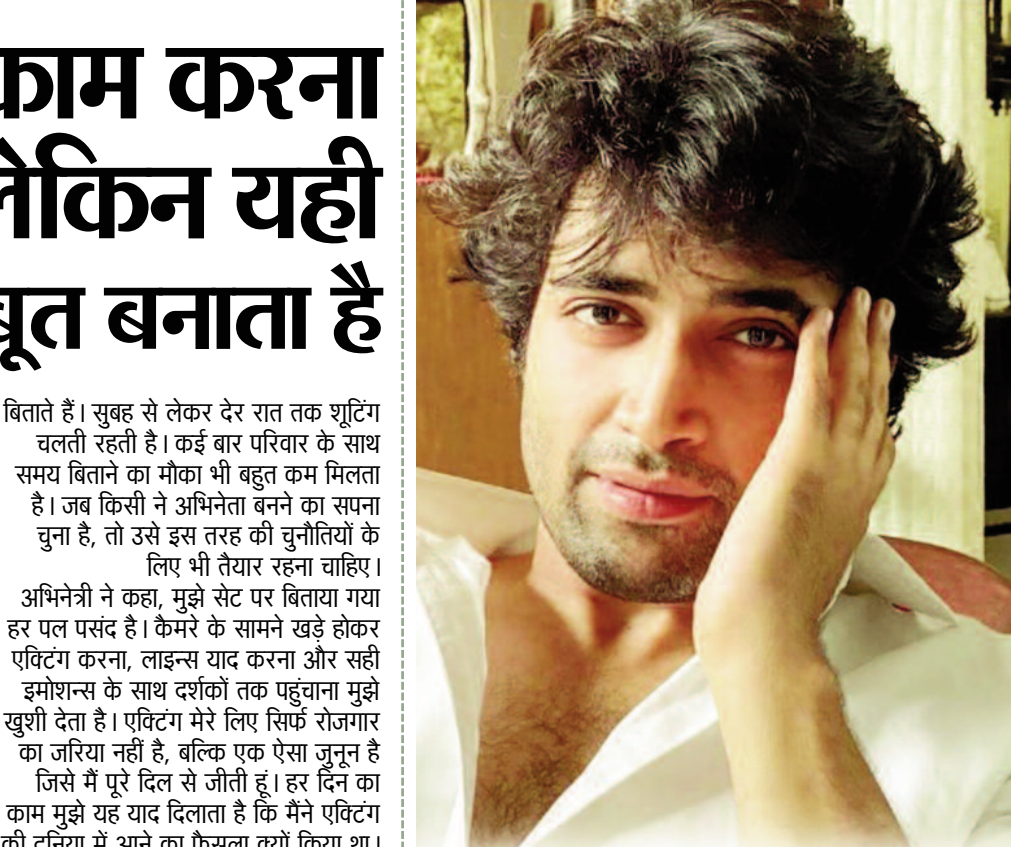 करना
यही
बनाता है
बिताते हैं। सुबह से लेकर देर रात तक शूटिंग
चलती रहती है। कई बार परिवार के साथ
समय बिताने का मौका भी बहुत कम मिलता
है। जब किसी ने अभिनेता बनने का सपना
चुना है, तो उसे इस तरह की चुनौतियों के
लिए भी तैयार रहना चाहिए।
अभिनेत्री ने कहा, मुझे सेट पर बिताया गया
हर पल पसंद है। कैमरे के सामने खड़े होकर
एक्टिंग करना, लाइन्स याद करना और सही
इमोशन्स के साथ दर्शकों तक पहुंचाना मुझे
खुशी देता है। एक्टिंग मेरे लिए सिर्फ रोजगार
का जरिया नहीं है, बल्कि एक ऐसा जुनून है
जिसे मैं पूरे दिल से जीती हूं। हर दिन का
काम मुझे यह याद दिलाता है कि मैंने एक्टिंग
की दुनिया में आने का फैसला क्यों किया था।